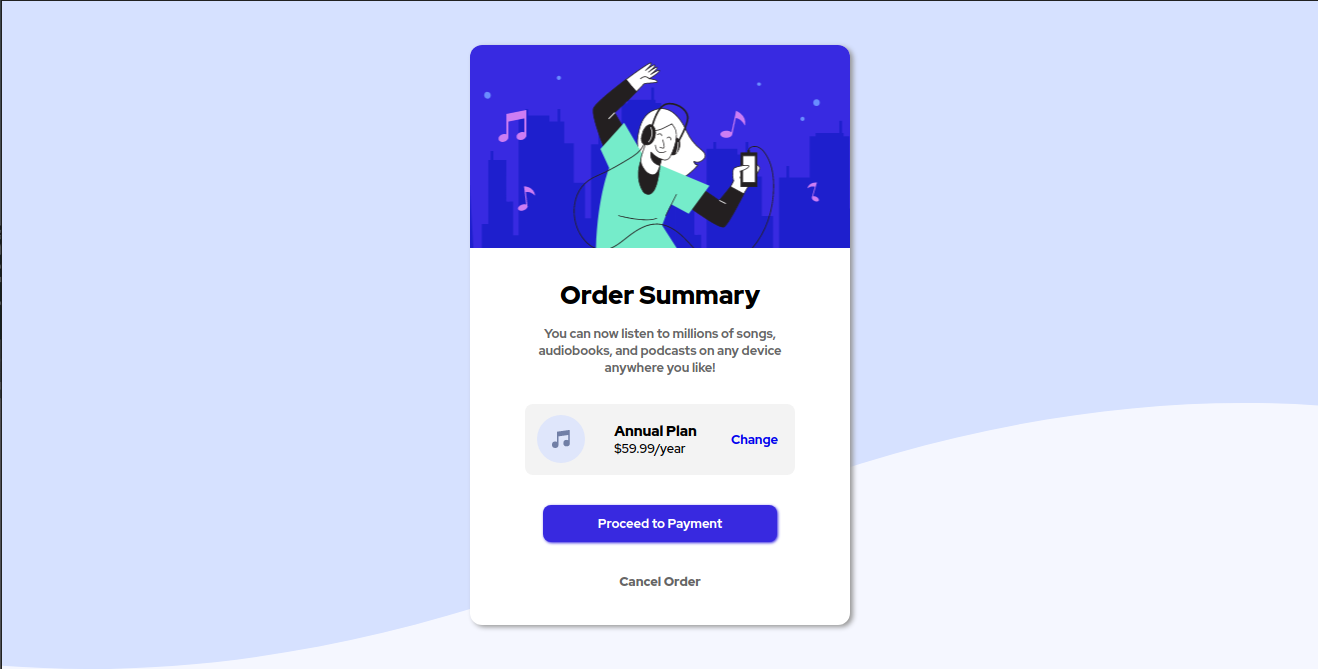 Order Summary
You can now listen to millions of songs,
audiobooks, and podcasts on any device
anywhere you like!
Annual Plan
$59.99/year
Change
Proceed to Payment
Cancel Order